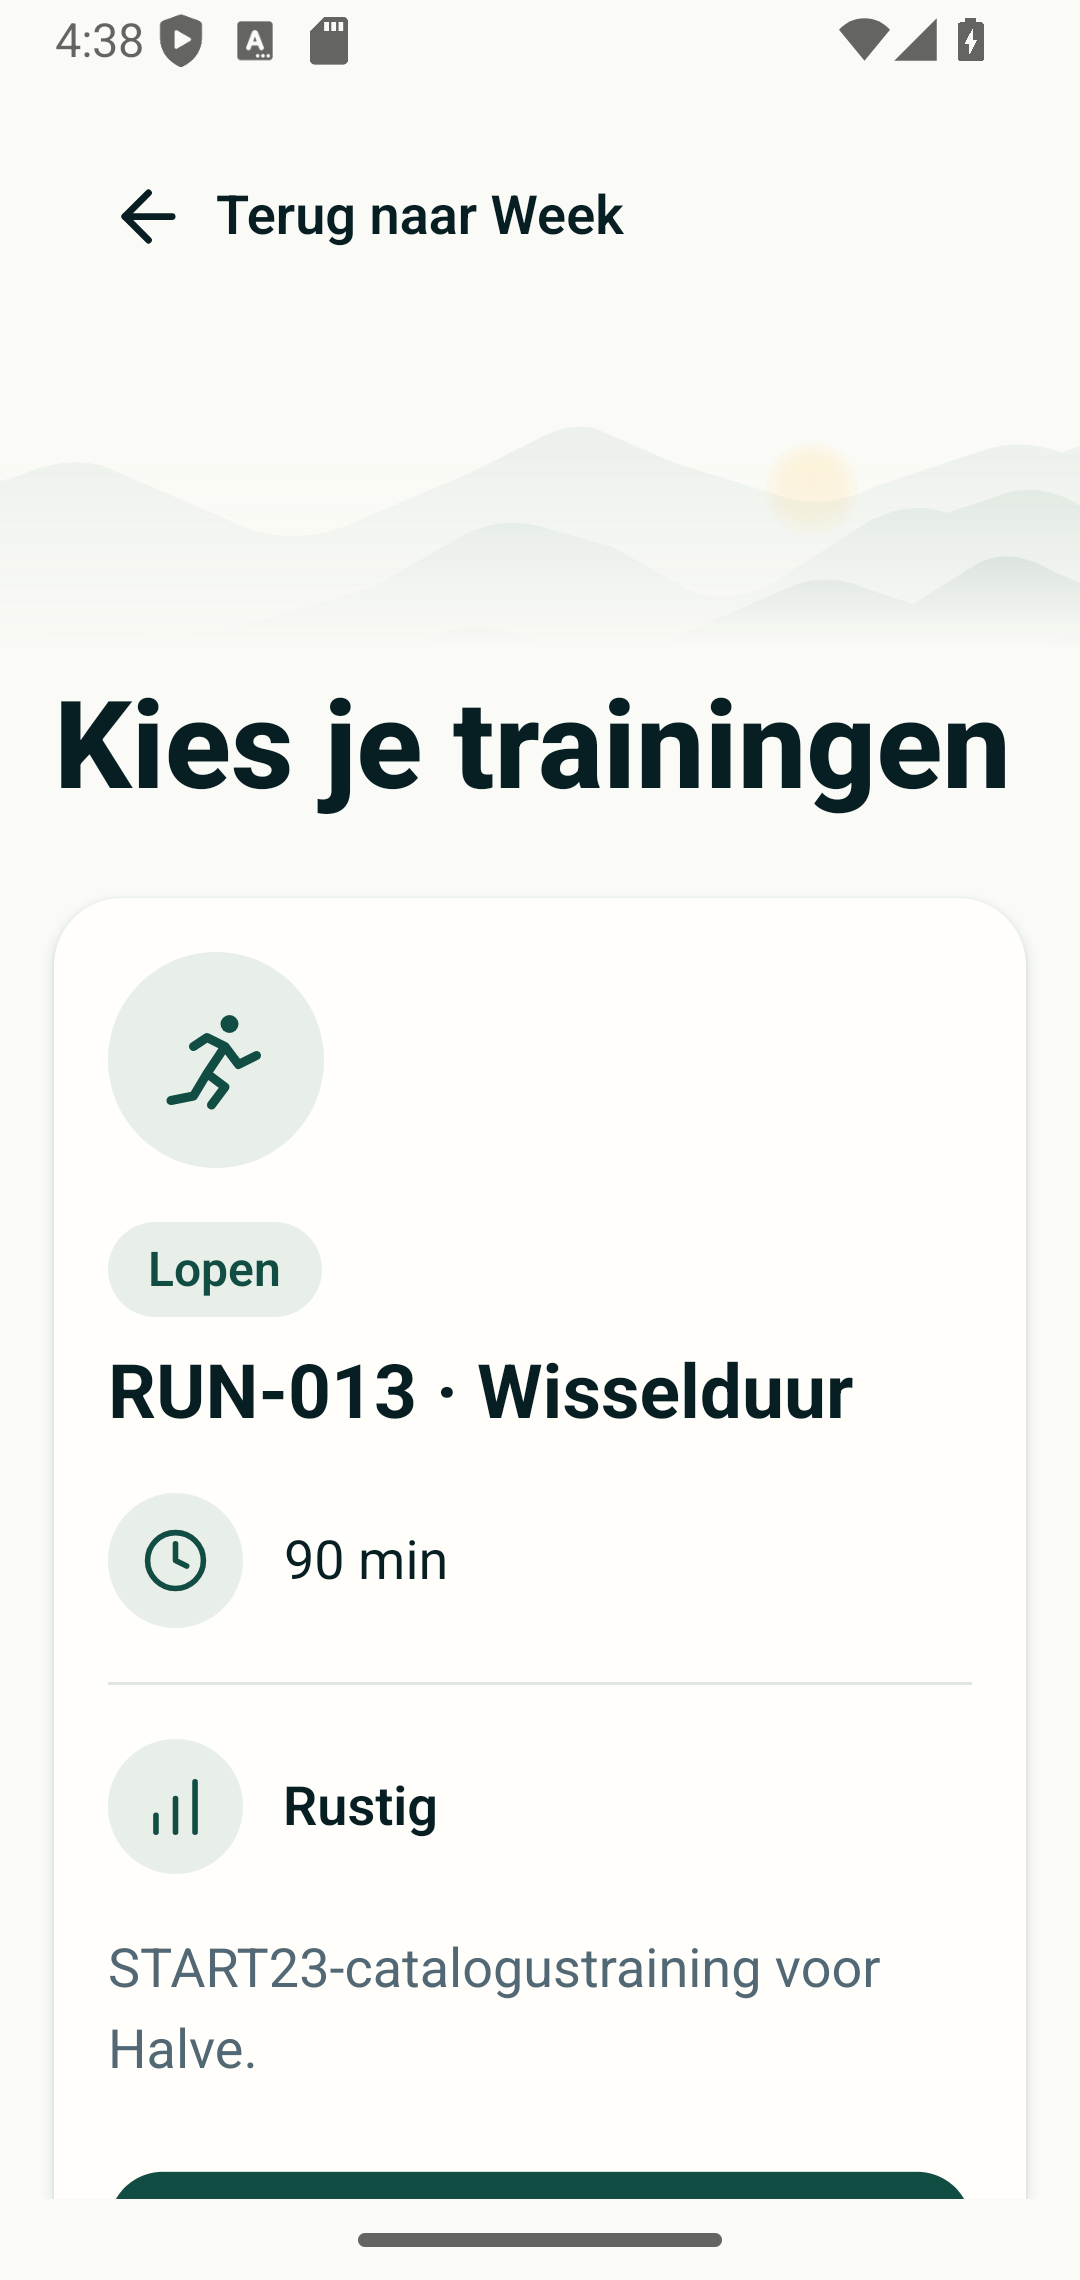 4:38
Terug naar Week
Kies je trainingen
Lopen
RUN-013 · Wisselduur
90 min
Rustig
START23-catalogustraining voor
Halve.